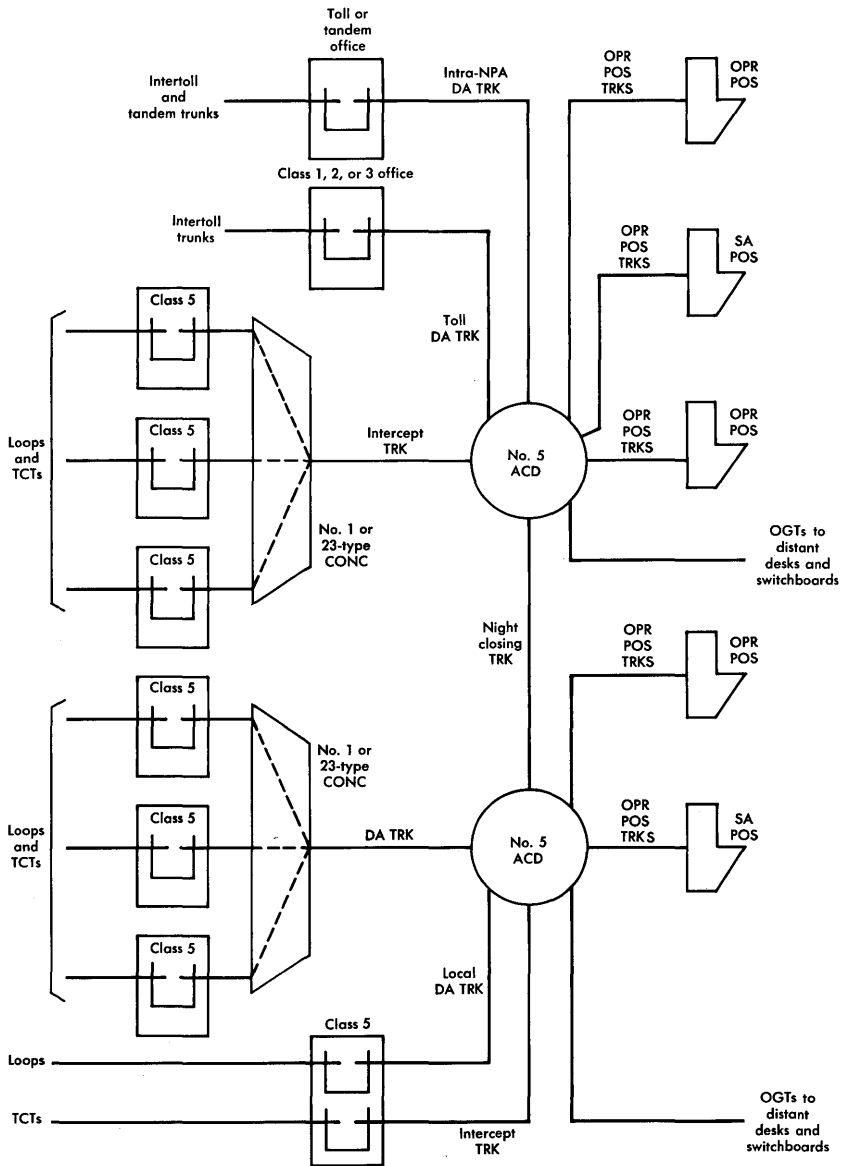 Toll or
tandem
office
Intertoll
and
tandem trunks
Intra-NPA
DA TRK
OPR
POS
TRKS
OPR
POS
Class 1, 2, or 3 office
Intertoll
trunks
Toll
DA TRK
OPR
POS
TRKS
SA
POS
Class 5
Class 5
Class 5
Loops
and
TCTs
Intercept
TRK
No. 1 or
23-type
CONC
No. 5
ACD
OPR
POS
TRKS
OPR
POS
OGTs to
distant
desks and
switchboards
Night
closing
TRK
OPR
POS
TRKS
OPR
POS
Class 5
Class 5
Class 5
Loops
and
TCTs
No. 1 or
23-type
CONC
DA TRK
No. 5
ACD
OPR
POS
TRKS
SA
POS
Local
DA TRK
Class 5
Loops
TCTs
Intercept
TRK
OGTs to
distant
desks and
switchboards